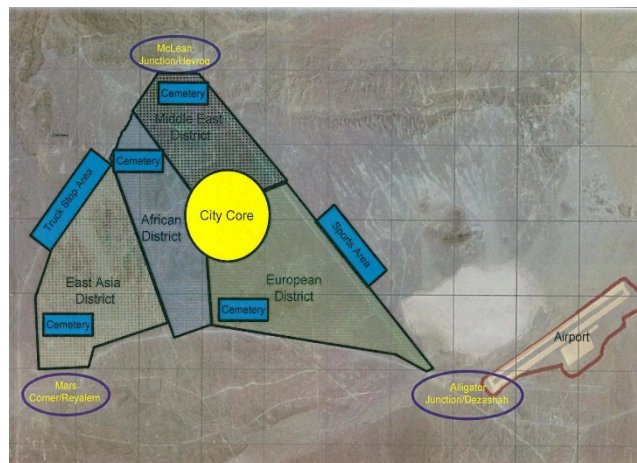 McLean
Junction/Hevroq
Cemetery
Middle East
District
Cemetery
Truck Stop Area
African
District
City Core
Sports Area
East Asia
District
European
District
Cemetery
Cemetery
Airport
Mars
Corner/Reyalem
Alligator
Junction/Dezashah